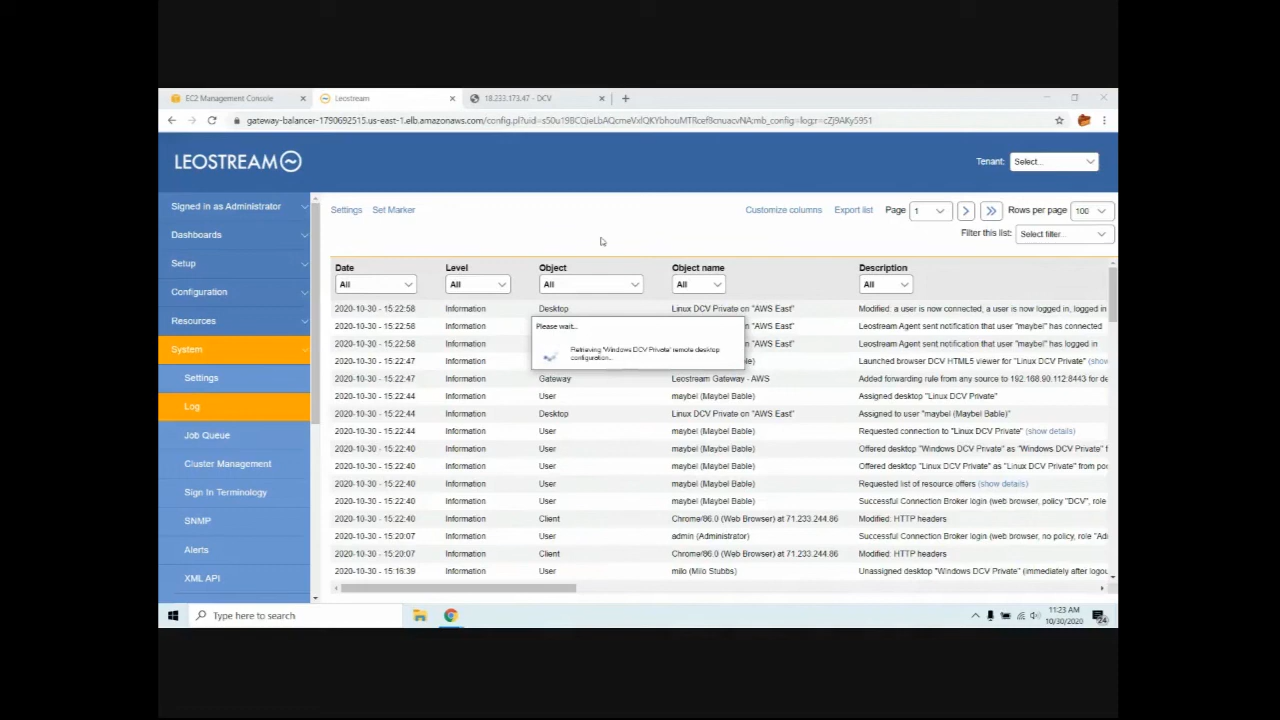 EC2 Management Console
Leostream
18.233.173.47 - DCV
LEOSTREAM
Tenant: Select...
Signed in as Administrator
Dashboards
Setup
Configuration
Resources
System
Settings
Log
Job Queue
Cluster Management
Sign In Terminology
SNMP
Alerts
XML API
Settings Set Marker Customize columns Export list Page 1 Rows per page 100
Filter this list: Select filter...
Date Level Object Object name Description
All All All All All
2020-10-30 - 15:22:58 Information Desktop Linux DCV Private on "AWS East" Modified: a user is now connected, a user is now logged in, logged in
2020-10-30 - 15:22:58 Information Leostream Agent sent notification that user "maybel" has connected
2020-10-30 - 15:22:58 Information Leostream Agent sent notification that user "maybel" has logged in
2020-10-30 - 15:22:47 Information Launched browser DCV HTML5 viewer for "Linux DCV Private" (show
2020-10-30 - 15:22:47 Information Gateway Leostream Gateway - AWS Added forwarding rule from any source to 192.168.90.112:8443 for de
2020-10-30 - 15:22:44 Information User maybel (Maybel Bable) Assigned desktop "Linux DCV Private"
2020-10-30 - 15:22:44 Information Desktop Linux DCV Private on "AWS East" Assigned to user "maybel (Maybel Bable)"
2020-10-30 - 15:22:44 Information User maybel (Maybel Bable) Requested connection to "Linux DCV Private" (show details)
2020-10-30 - 15:22:40 Information User maybel (Maybel Bable) Offered desktop "Windows DCV Private" as "Windows DCV Private" f
2020-10-30 - 15:22:40 Information User maybel (Maybel Bable) Offered desktop "Linux DCV Private" as "Linux DCV Private" from poo
2020-10-30 - 15:22:40 Information User maybel (Maybel Bable) Requested list of resource offers (show details)
2020-10-30 - 15:22:40 Information User maybel (Maybel Bable) Successful Connection Broker login (web browser, policy "DCV", role
2020-10-30 - 15:22:40 Information Client Chrome/86.0 (Web Browser) at 71.233.244.86 Modified: HTTP headers
2020-10-30 - 15:20:07 Information User admin (Administrator) Successful Connection Broker login (web browser, no policy, role "Ad
2020-10-30 - 15:20:07 Information Client Chrome/86.0 (Web Browser) at 71.233.244.86 Modified: HTTP headers
2020-10-30 - 15:16:39 Information User milo (Milo Stubbs) Unassigned desktop "Windows DCV Private" (immediately after logou
Please wait...
Retrieving 'Windows DCV Private' remote desktop
configuration...
Type here to search
11:23 AM
10/30/2020
24